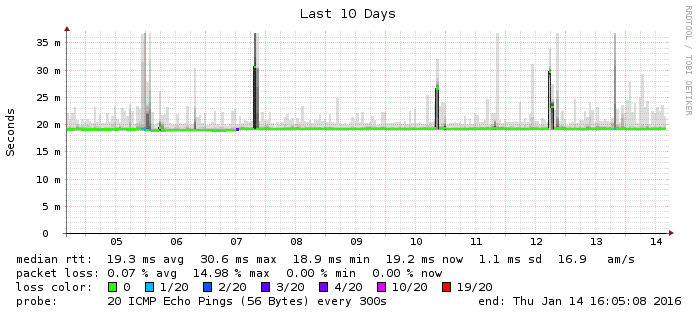 Last 10 Days
RRDTOOL / TOBI OETIKER
Seconds
35 m
30 m
25 m
20 m
15 m
10 m
5 m
0
05 06 07 08 09 10 11 12 13 14
median rtt: 19.3 ms avg 30.6 ms max 18.9 ms min 19.2 ms now 1.1 ms sd 16.9 am/s
packet loss: 0.07 % avg 14.98 % max 0.00 % min 0.00 % now
loss color: 0 1/20 2/20 3/20 4/20 10/20 19/20
probe: 20 ICMP Echo Pings (56 Bytes) every 300s end: Thu Jan 14 16:05:08 2016